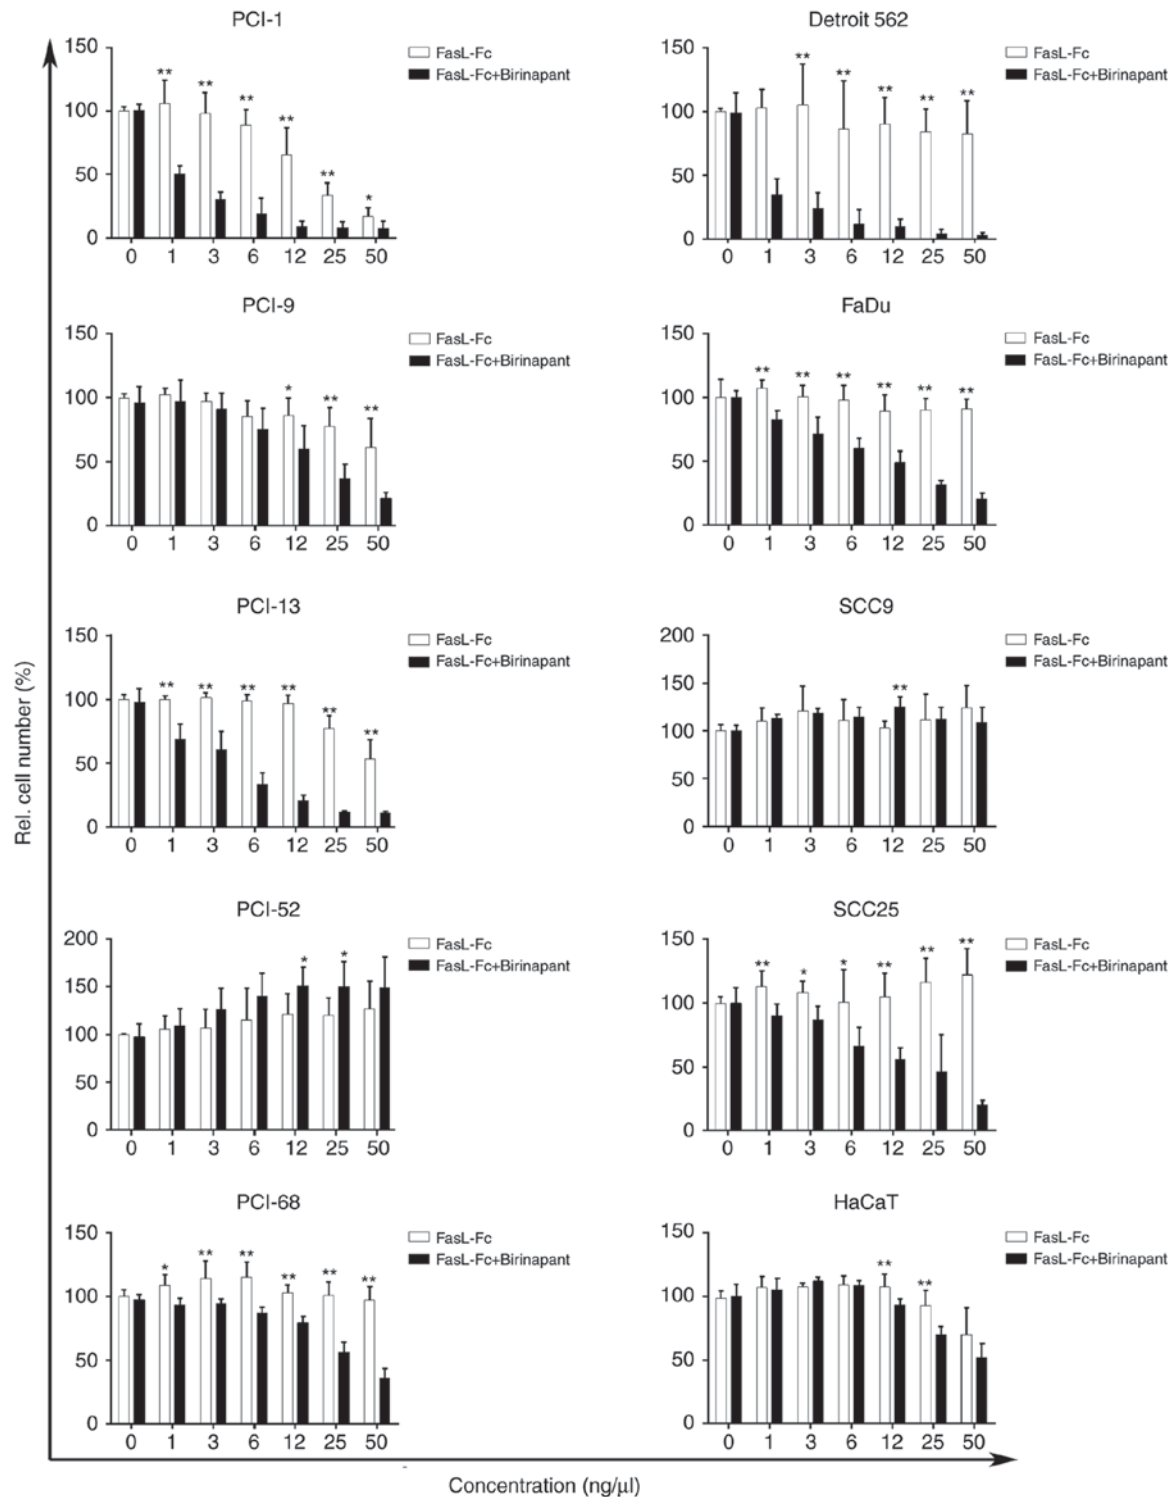 PCI-1
150
100
50
0
** ** ** ** ** *
0 1 3 6 12 25 50
FasL-Fc
FasL-Fc+Birinapant
Detroit 562
150
100
50
0
** ** ** ** **
0 1 3 6 12 25 50
FasL-Fc
FasL-Fc+Birinapant
PCI-9
150
100
50
0
* ** **
0 1 3 6 12 25 50
FasL-Fc
FasL-Fc+Birinapant
FaDu
150
100
50
0
** ** ** ** ** **
0 1 3 6 12 25 50
FasL-Fc
FasL-Fc+Birinapant
PCI-13
150
100
50
0
** ** ** ** ** **
0 1 3 6 12 25 50
FasL-Fc
FasL-Fc+Birinapant
SCC9
200
150
100
50
0
**
0 1 3 6 12 25 50
FasL-Fc
FasL-Fc+Birinapant
PCI-52
200
150
100
50
0
* *
0 1 3 6 12 25 50
FasL-Fc
FasL-Fc+Birinapant
SCC25
150
100
50
0
** * * ** ** **
0 1 3 6 12 25 50
FasL-Fc
FasL-Fc+Birinapant
PCI-68
150
100
50
0
* ** ** ** ** **
0 1 3 6 12 25 50
FasL-Fc
FasL-Fc+Birinapant
HaCaT
150
100
50
0
** **
0 1 3 6 12 25 50
FasL-Fc
FasL-Fc+Birinapant
Rel. cell number (%)
Concentration (ng/µl)